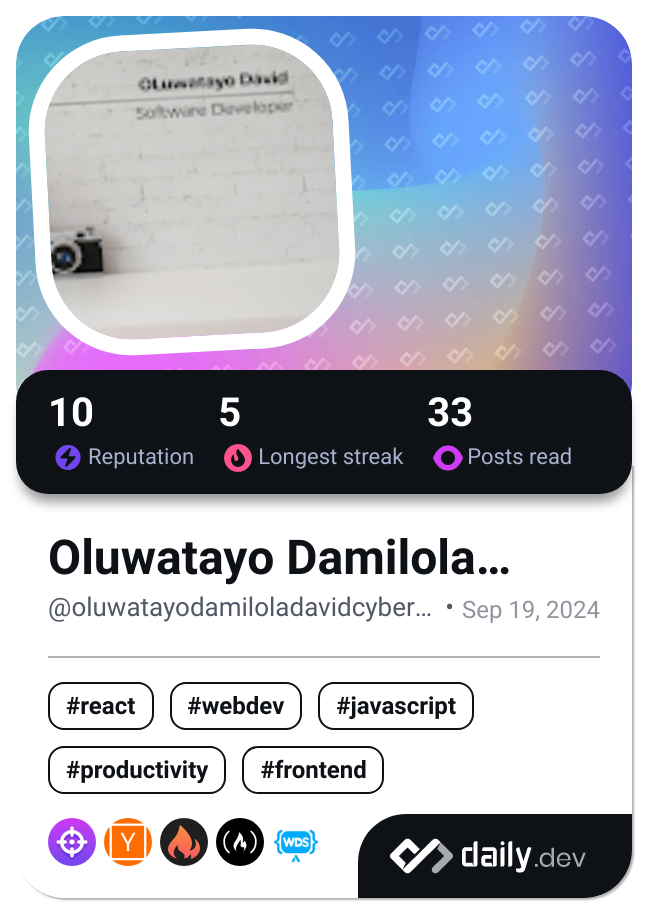 OLuwatayo David
Software Developer
10
5
33
Reputation
Longest streak
Posts read
Oluwatayo Damilola...
@oluwatayodamiloladavidcyber... • Sep 19, 2024
#react
#webdev
#javascript
#productivity
#frontend
Y
WDS
daily.dev